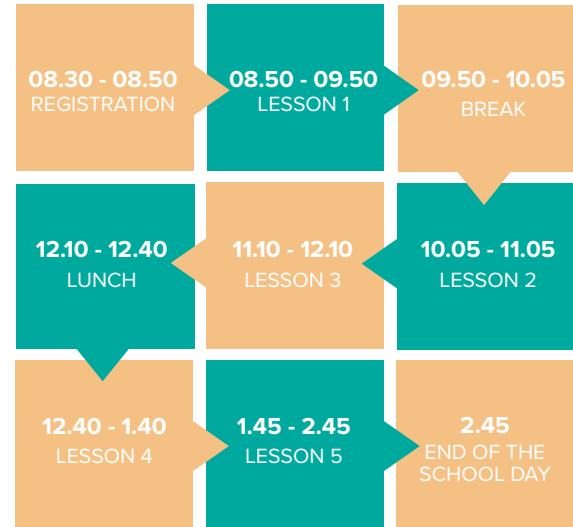 08.30 - 08.50
REGISTRATION
08.50 - 09.50
LESSON 1
09.50 - 10.05
BREAK
10.05 - 11.05
LESSON 2
11.10 - 12.10
LESSON 3
12.10 - 12.40
LUNCH
12.40 - 1.40
LESSON 4
1.45 - 2.45
LESSON 5
2.45
END OF THE
SCHOOL DAY